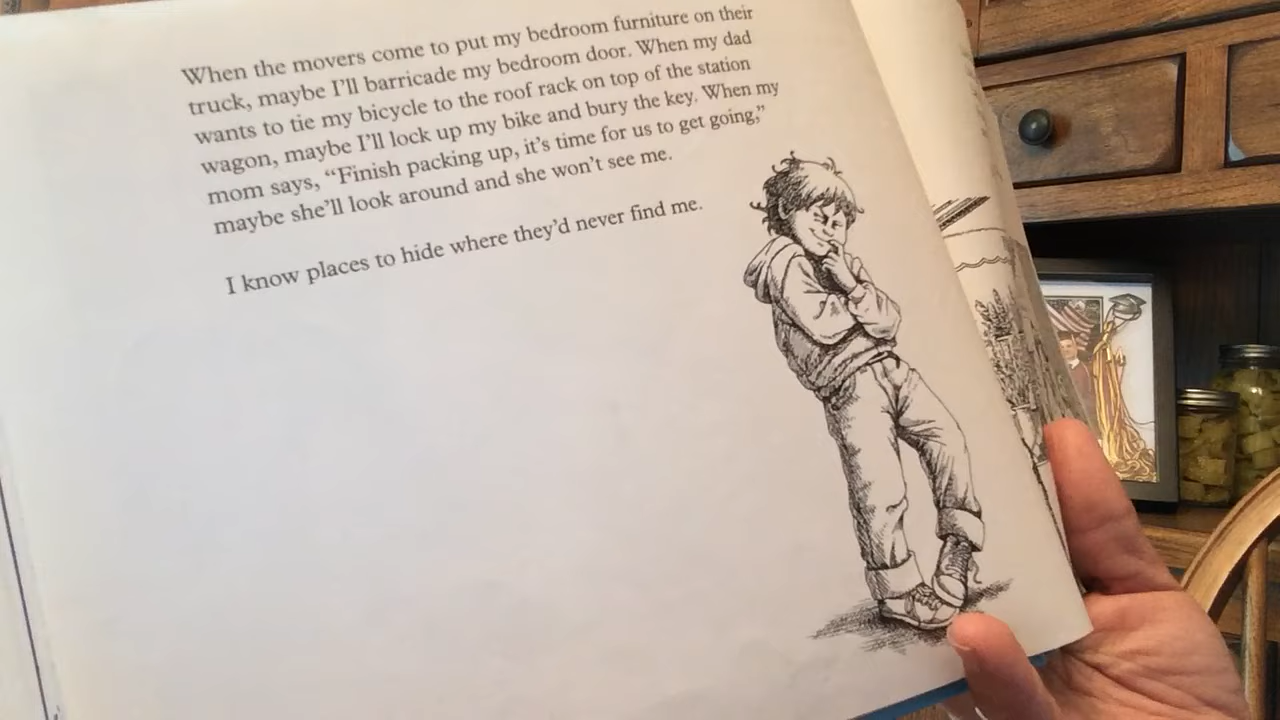 When the movers come to put my bedroom furniture on their
truck, maybe I'll barricade my bedroom door. When my dad
wants to tie my bicycle to the roof rack on top of the station
wagon, maybe I'll lock up my bike and bury the key. When my
mom says, “Finish packing up, it's time for us to get going,”
maybe she'll look around and she won't see me.
I know places to hide where they'd never find me.